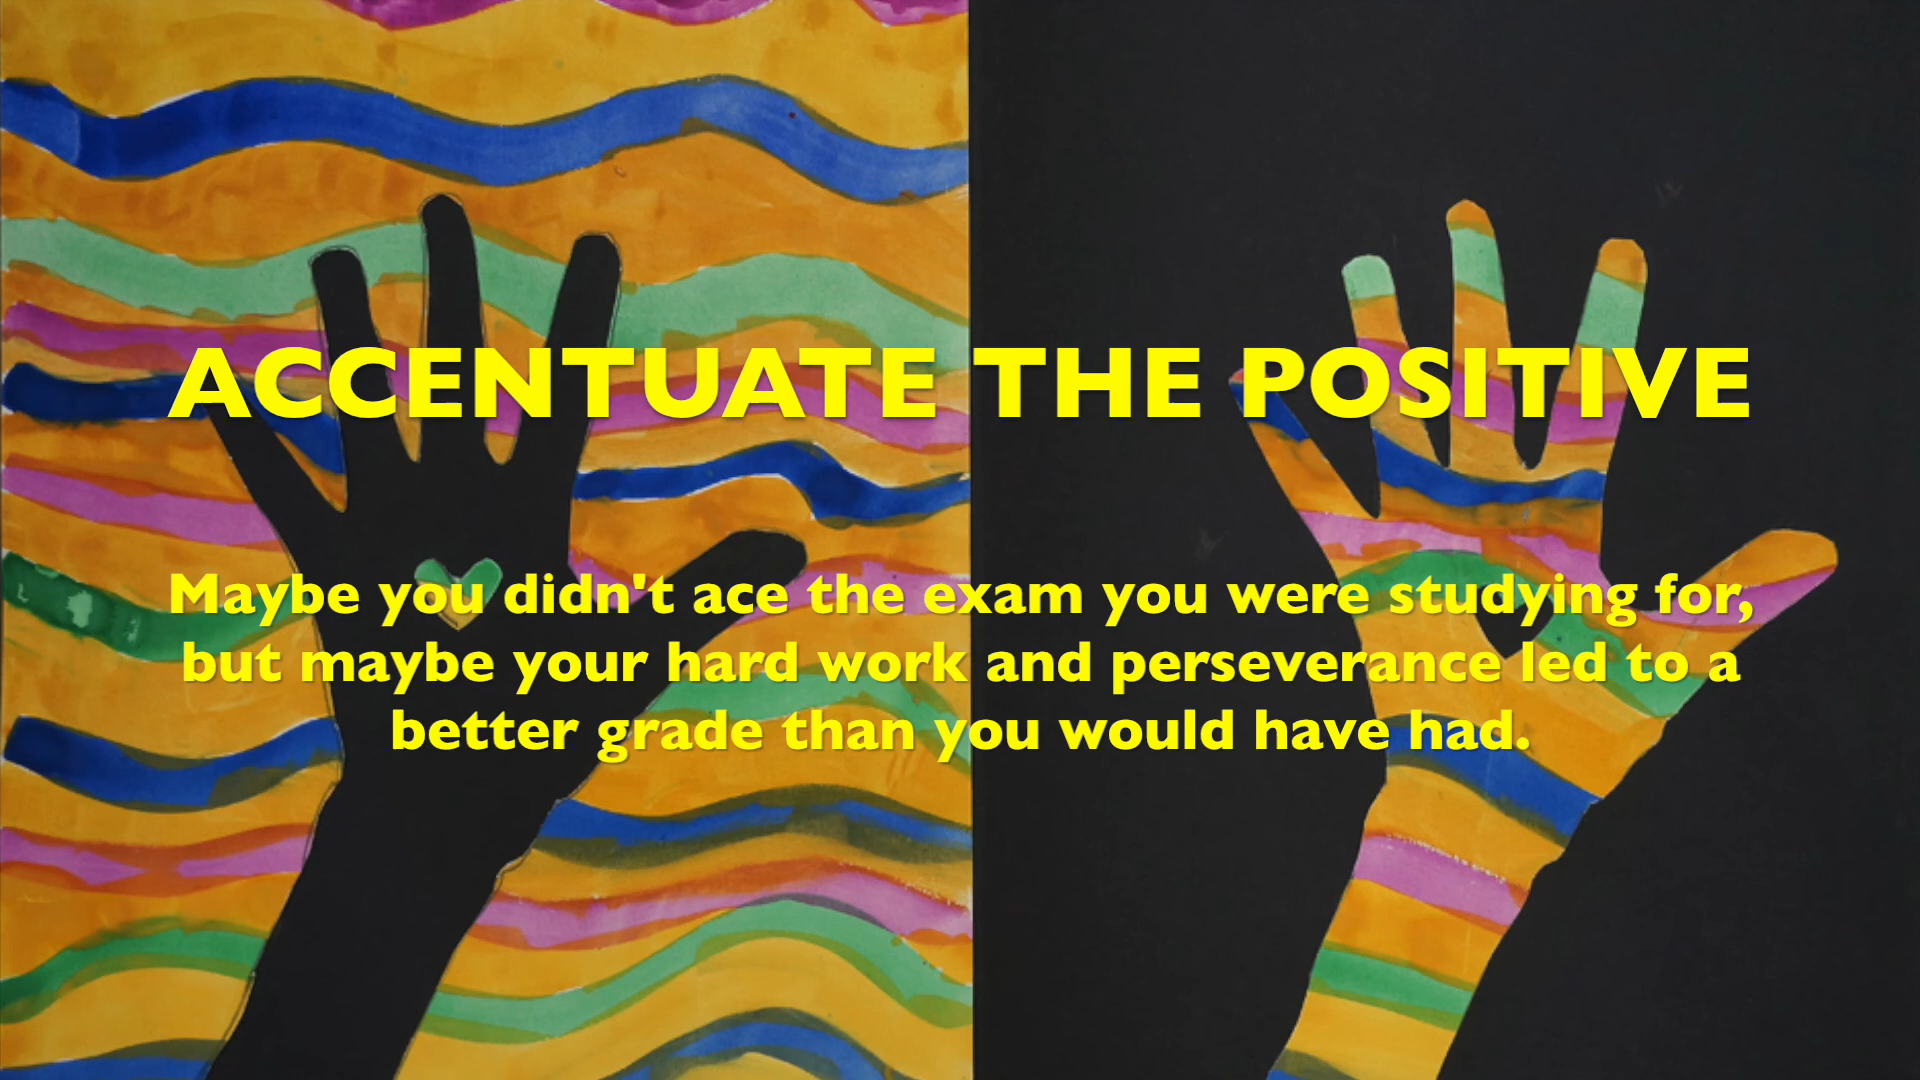 ACCENTUATE THE POSITIVE
Maybe you didn't ace the exam you were studying for,
but maybe your hard work and perseverance led to a
better grade than you would have had.